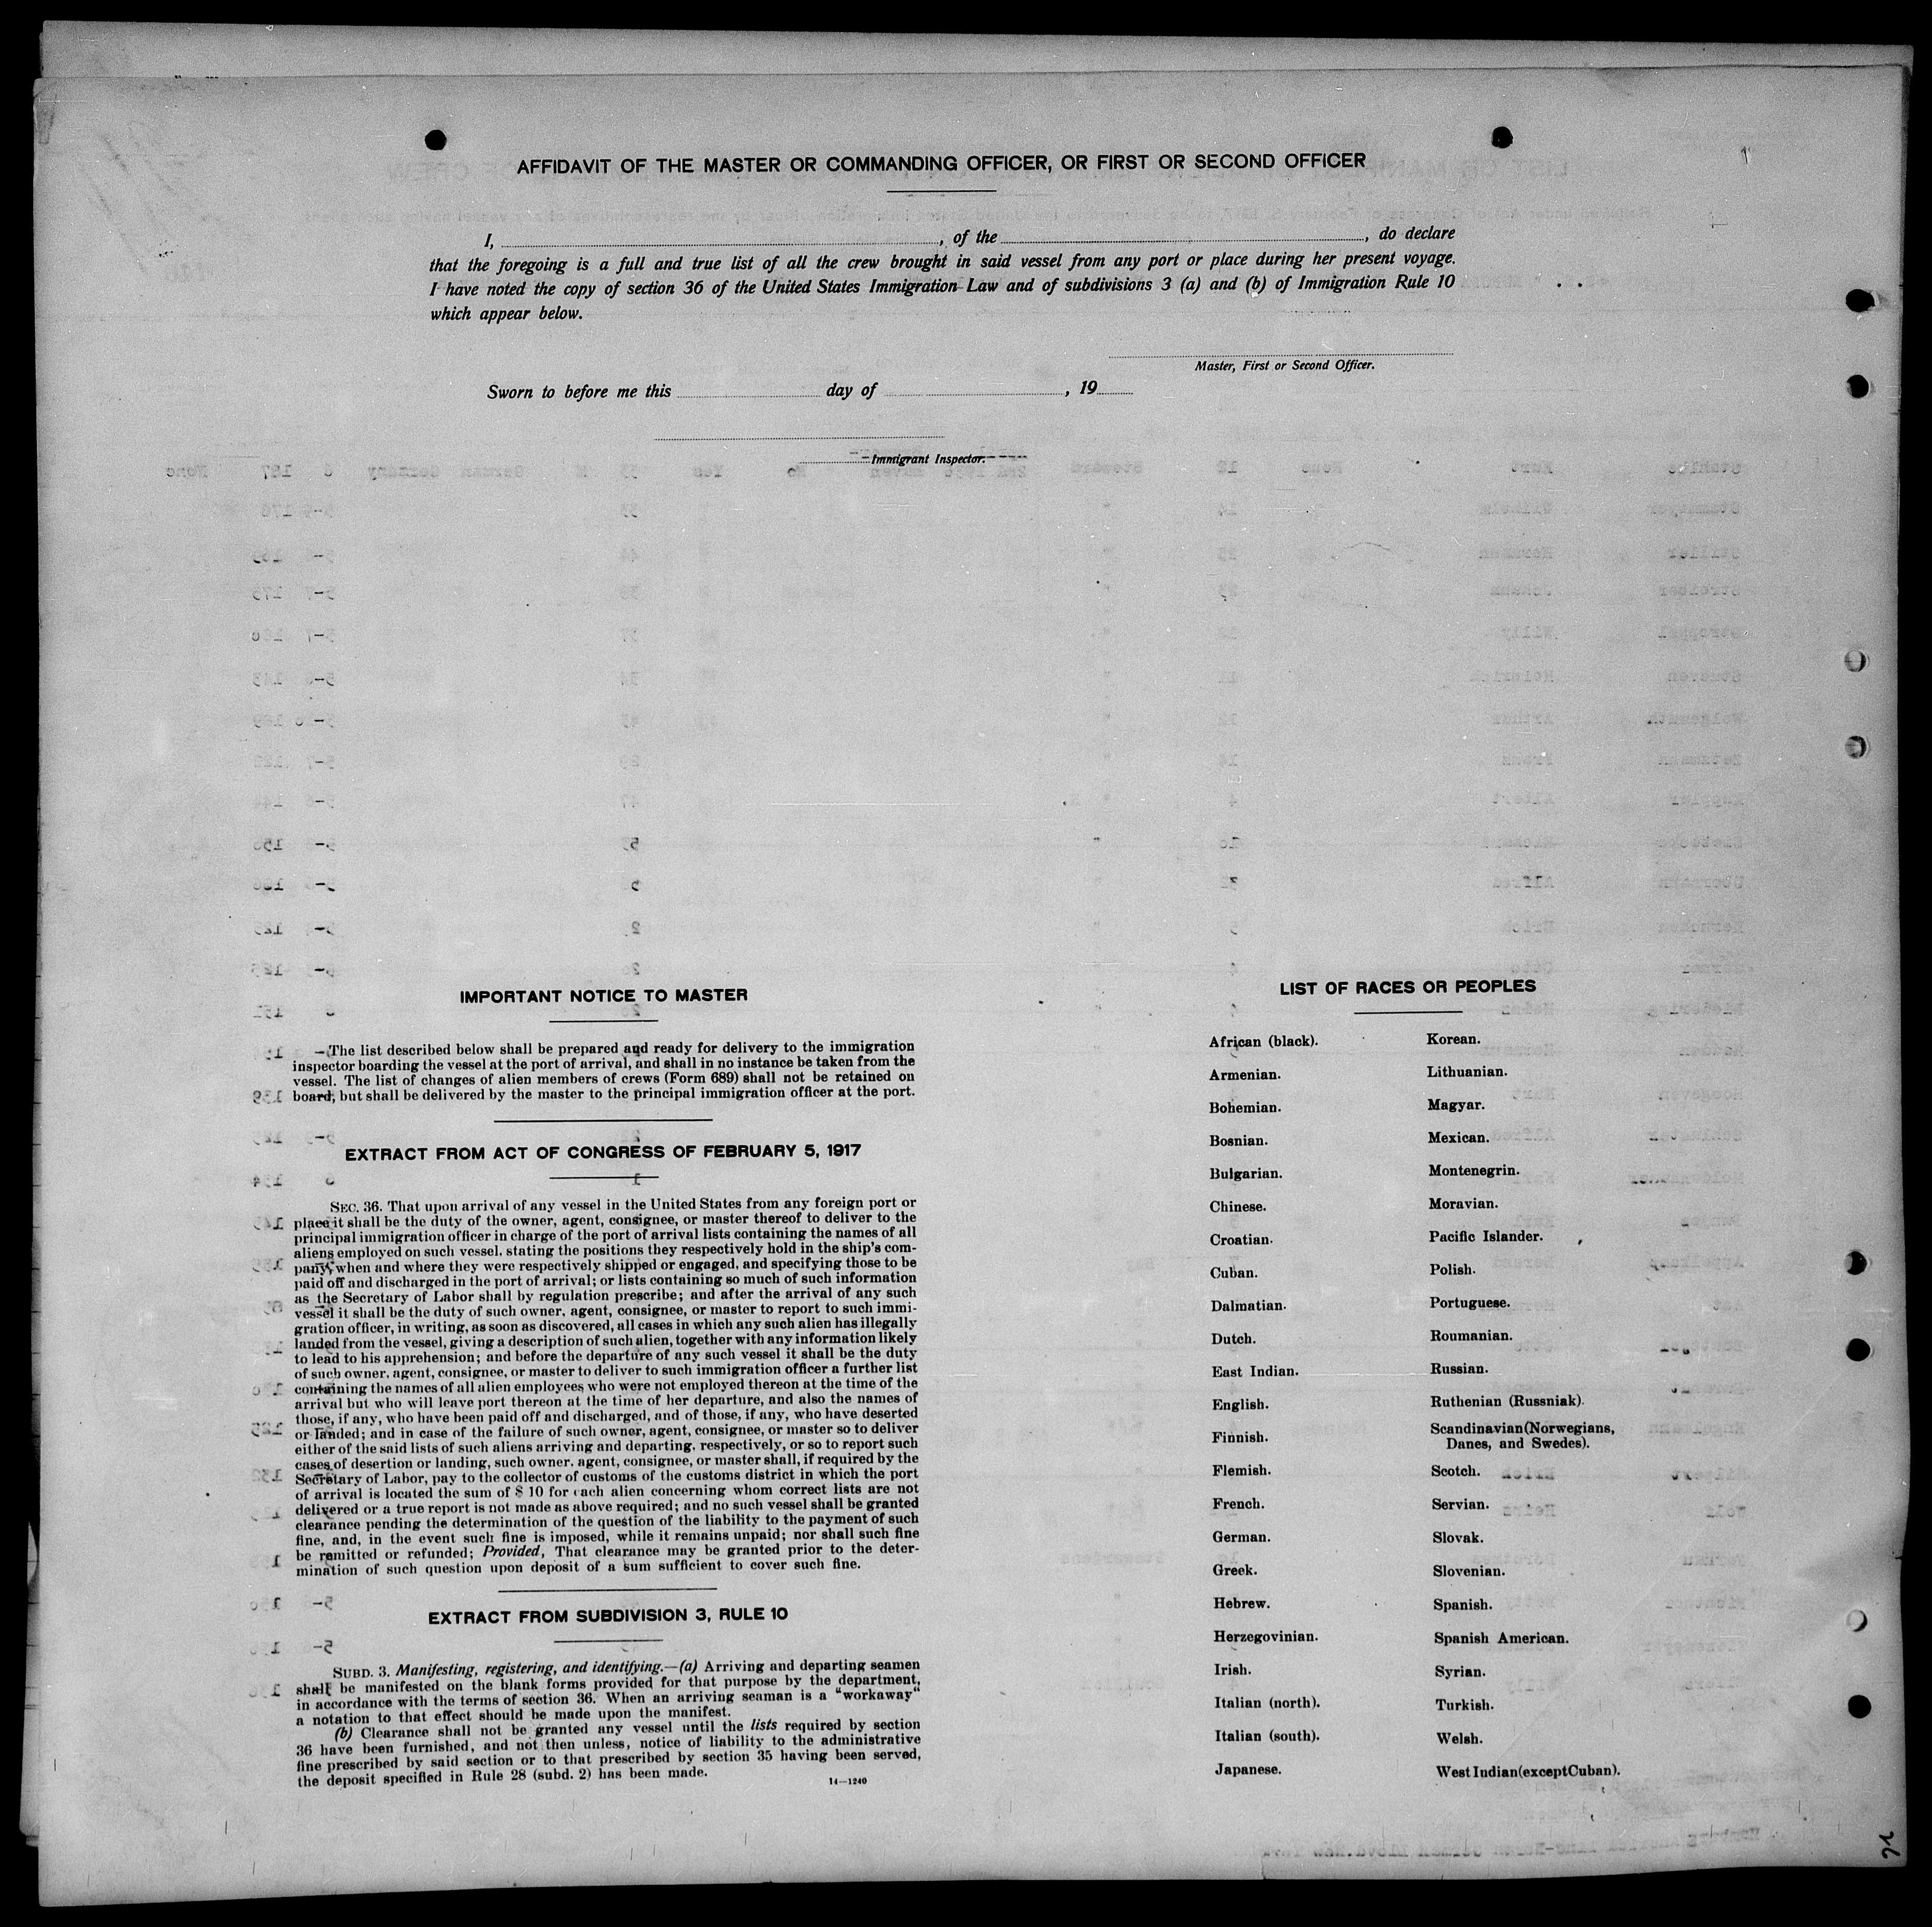 AFFIDAVIT OF THE MASTER OR COMMANDING OFFICER, OR FIRST OR SECOND OFFICER
I, , of the , do declare
that the foregoing is a full and true list of all the crew brought in said vessel from any port or place during her present voyage.
I have noted the copy of section 36 of the United States Immigration Law and of subdivisions 3 (a) and (b) of Immigration Rule 10
which appear below.
Master, First or Second Officer.
Sworn to before me this day of , 19
Immigrant Inspector.
IMPORTANT NOTICE TO MASTER
The list described below shall be prepared and ready for delivery to the immigration
inspector boarding the vessel at the port of arrival, and shall in no instance be taken from the
vessel. The list of changes of alien members of crews (Form 689) shall not be retained on
board, but shall be delivered by the master to the principal immigration officer at the port.
EXTRACT FROM ACT OF CONGRESS OF FEBRUARY 5, 1917
SEC. 36. That upon arrival of any vessel in the United States from any foreign port or
place it shall be the duty of the owner, agent, consignee, or master thereof to deliver to the
principal immigration officer in charge of the port of arrival lists containing the names of all
aliens employed on such vessel, stating the positions they respectively hold in the ship's com-
pany, when and where they were respectively shipped or engaged, and specifying those to be
paid off and discharged in the port of arrival; or lists containing so much of such information
as the Secretary of Labor shall by regulation prescribe; and after the arrival of any such
vessel it shall be the duty of such owner, agent, consignee, or master to report to such immi-
gration officer, in writing, as soon as discovered, all cases in which any such alien has illegally
landed from the vessel, giving a description of such alien, together with any information likely
to lead to his apprehension; and before the departure of any such vessel it shall be the duty
of such owner, agent, consignee, or master to deliver to such immigration officer a further list
containing the names of all alien employees who were not employed thereon at the time of the
arrival but who will leave port thereon at the time of her departure, and also the names of
those, if any, who have been paid off and discharged, and of those, if any, who have deserted
or landed; and in case of the failure of such owner, agent, consignee, or master so to deliver
either of the said lists of such aliens arriving and departing, respectively, or so to report such
cases of desertion or landing, such owner, agent, consignee, or master shall, if required by the
Secretary of Labor, pay to the collector of customs of the customs district in which the port
of arrival is located the sum of $ 10 for each alien concerning whom correct lists are not
delivered or a true report is not made as above required; and no such vessel shall be granted
clearance pending the determination of the question of the liability to the payment of such
fine, and, in the event such fine is imposed, while it remains unpaid; nor shall such fine
be remitted or refunded; Provided, That clearance may be granted prior to the deter-
mination of such question upon deposit of a sum sufficient to cover such fine.
EXTRACT FROM SUBDIVISION 3, RULE 10
SUBD. 3. Manifesting, registering, and identifying.—(a) Arriving and departing seamen
shall be manifested on the blank forms provided for that purpose by the department,
in accordance with the terms of section 36. When an arriving seaman is a "workaway"
a notation to that effect should be made upon the manifest.
(b) Clearance shall not be granted any vessel until the lists required by section
36 have been furnished, and not then unless, notice of liability to the administrative
fine prescribed by said section or to that prescribed by section 35 having been served,
the deposit specified in Rule 28 (subd. 2) has been made.
14—1240
LIST OF RACES OR PEOPLES
African (black).
Armenian.
Bohemian.
Bosnian.
Bulgarian.
Chinese.
Croatian.
Cuban.
Dalmatian.
Dutch.
East Indian.
English.
Finnish.
Flemish.
French.
German.
Greek.
Hebrew.
Herzegovinian.
Irish.
Italian (north).
Italian (south).
Japanese.
Korean.
Lithuanian.
Magyar.
Mexican.
Montenegrin.
Moravian.
Pacific Islander.
Polish.
Portuguese.
Roumanian.
Russian.
Ruthenian (Russniak).
Scandinavian (Norwegians,
Danes, and Swedes).
Scotch.
Servian.
Slovak.
Slovenian.
Spanish.
Spanish American.
Syrian.
Turkish.
Welsh.
West Indian (except Cuban).